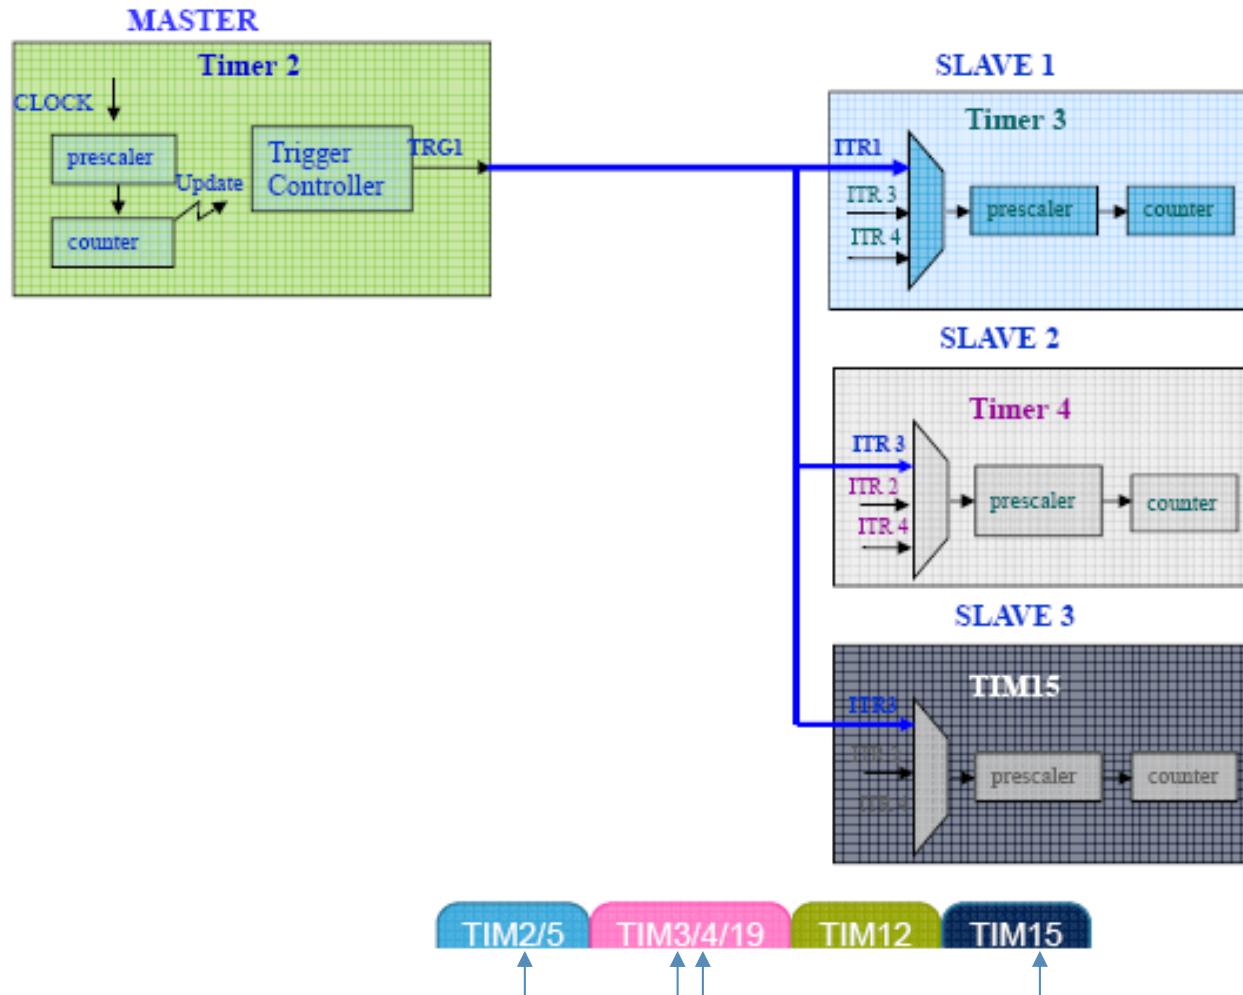 MASTER
Timer 2
CLOCK
prescaler
Update
counter
Trigger
Controller
TRG1
SLAVE 1
Timer 3
ITR1
ITR 3
ITR 4
prescaler
counter
SLAVE 2
Timer 4
ITR 3
ITR 2
ITR 4
prescaler
counter
SLAVE 3
TIM15
ITR3
ITR
ITR
prescaler
counter
TIM2/5
TIM3/4/19
TIM12
TIM15